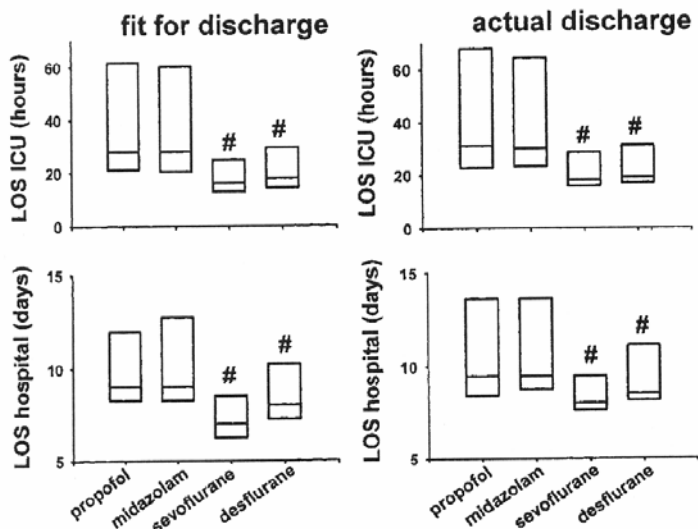 fit for discharge
actual discharge
LOS ICU (hours)
60
40
20
0
# #
LOS ICU (hours)
60
40
20
0
# #
LOS hospital (days)
15
10
5
# #
propofol
midazolam
sevoflurane
desflurane
LOS hospital (days)
15
10
5
# #
propofol
midazolam
sevoflurane
desflurane